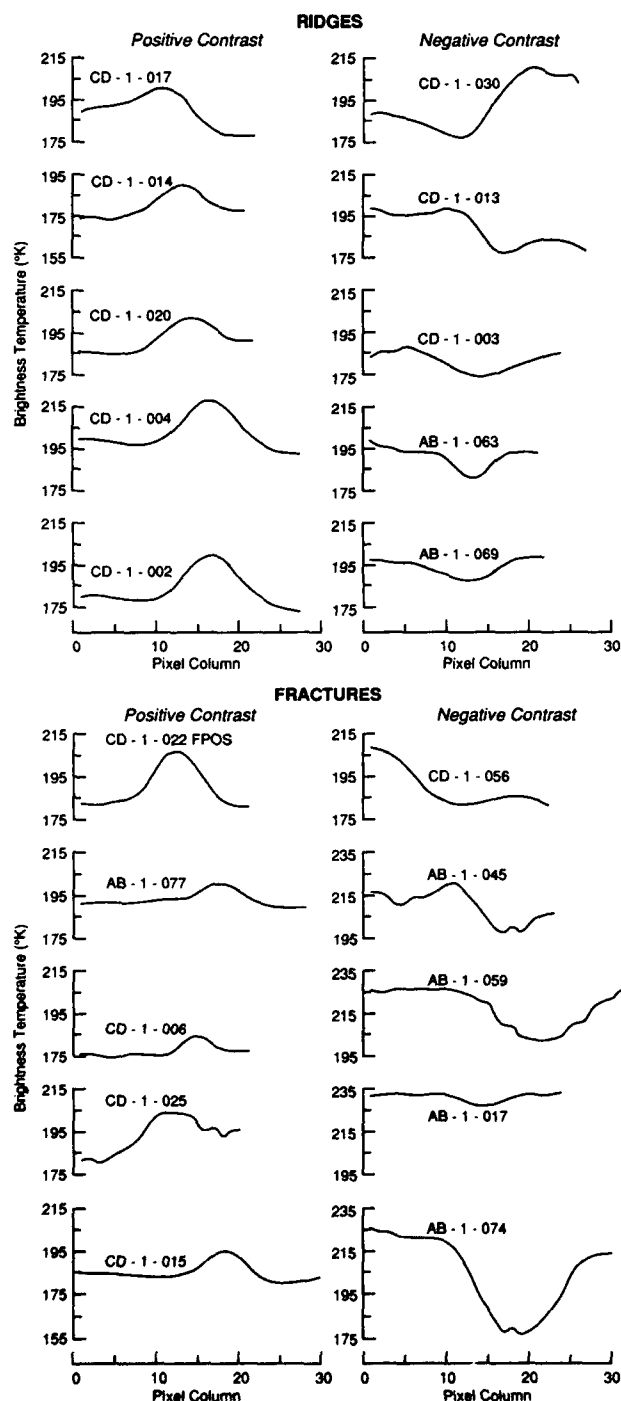 RIDGES
Positive Contrast
Negative Contrast
Brightness Temperature (°K)
215
195
175
CD - 1 - 017
215
195
175
CD - 1 - 030
195
175
155
CD - 1 - 014
215
195
175
CD - 1 - 013
215
195
175
CD - 1 - 020
215
195
175
CD - 1 - 003
215
195
175
CD - 1 - 004
215
195
175
AB - 1 - 063
215
195
175
CD - 1 - 002
215
195
175
AB - 1 - 069
0 10 20 30
Pixel Column
0 10 20 30
Pixel Column
FRACTURES
Positive Contrast
Negative Contrast
Brightness Temperature (°K)
215
195
175
CD - 1 - 022 FPOS
215
195
175
CD - 1 - 056
215
195
175
AB - 1 - 077
235
215
195
AB - 1 - 045
215
195
175
CD - 1 - 006
235
215
195
AB - 1 - 059
215
195
175
CD - 1 - 025
235
215
195
AB - 1 - 017
215
195
155
CD - 1 - 015
225
215
175
AB - 1 - 074
0 10 20 30
Pixel Column
0 10 20 30
Pixel Column